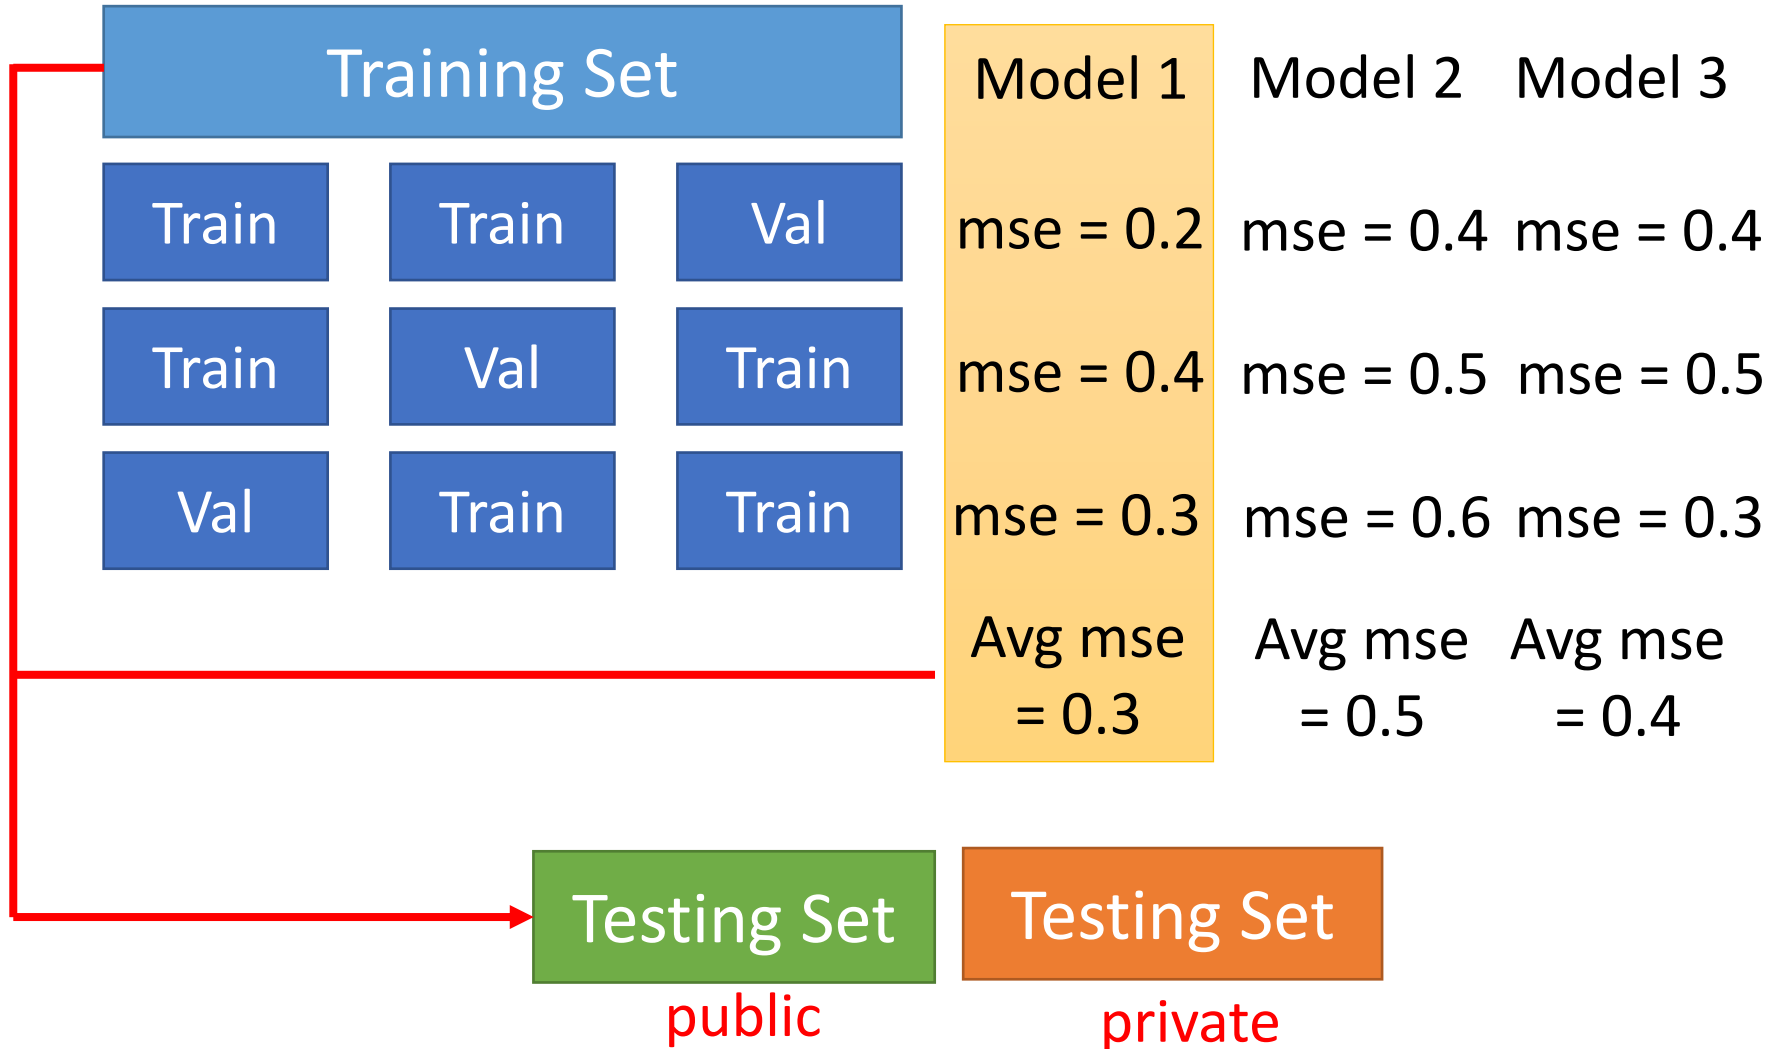 Training Set
Model 1 Model 2 Model 3
Train Train Val
mse = 0.2 mse = 0.4 mse = 0.4
Train Val Train
mse = 0.4 mse = 0.5 mse = 0.5
Val Train Train
mse = 0.3 mse = 0.6 mse = 0.3
Avg mse Avg mse Avg mse
= 0.3 = 0.5 = 0.4
Testing Set Testing Set
public private